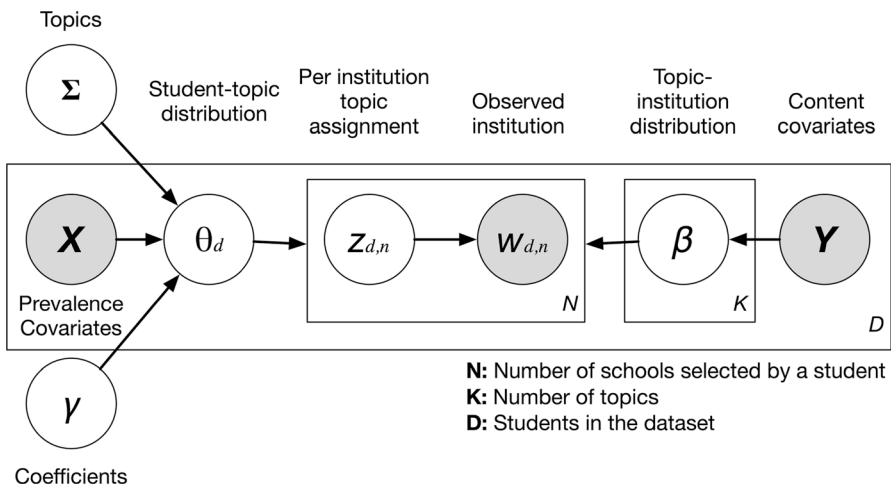 Topics
Σ
Student-topic
distribution
Per institution
topic
assignment
Observed
institution
Topic-
institution
distribution
Content
covariates
X
θd
zd,n
wd,n
β
Y
Prevalence
Covariates
N
K
D
γ
Coefficients
N: Number of schools selected by a student
K: Number of topics
D: Students in the dataset